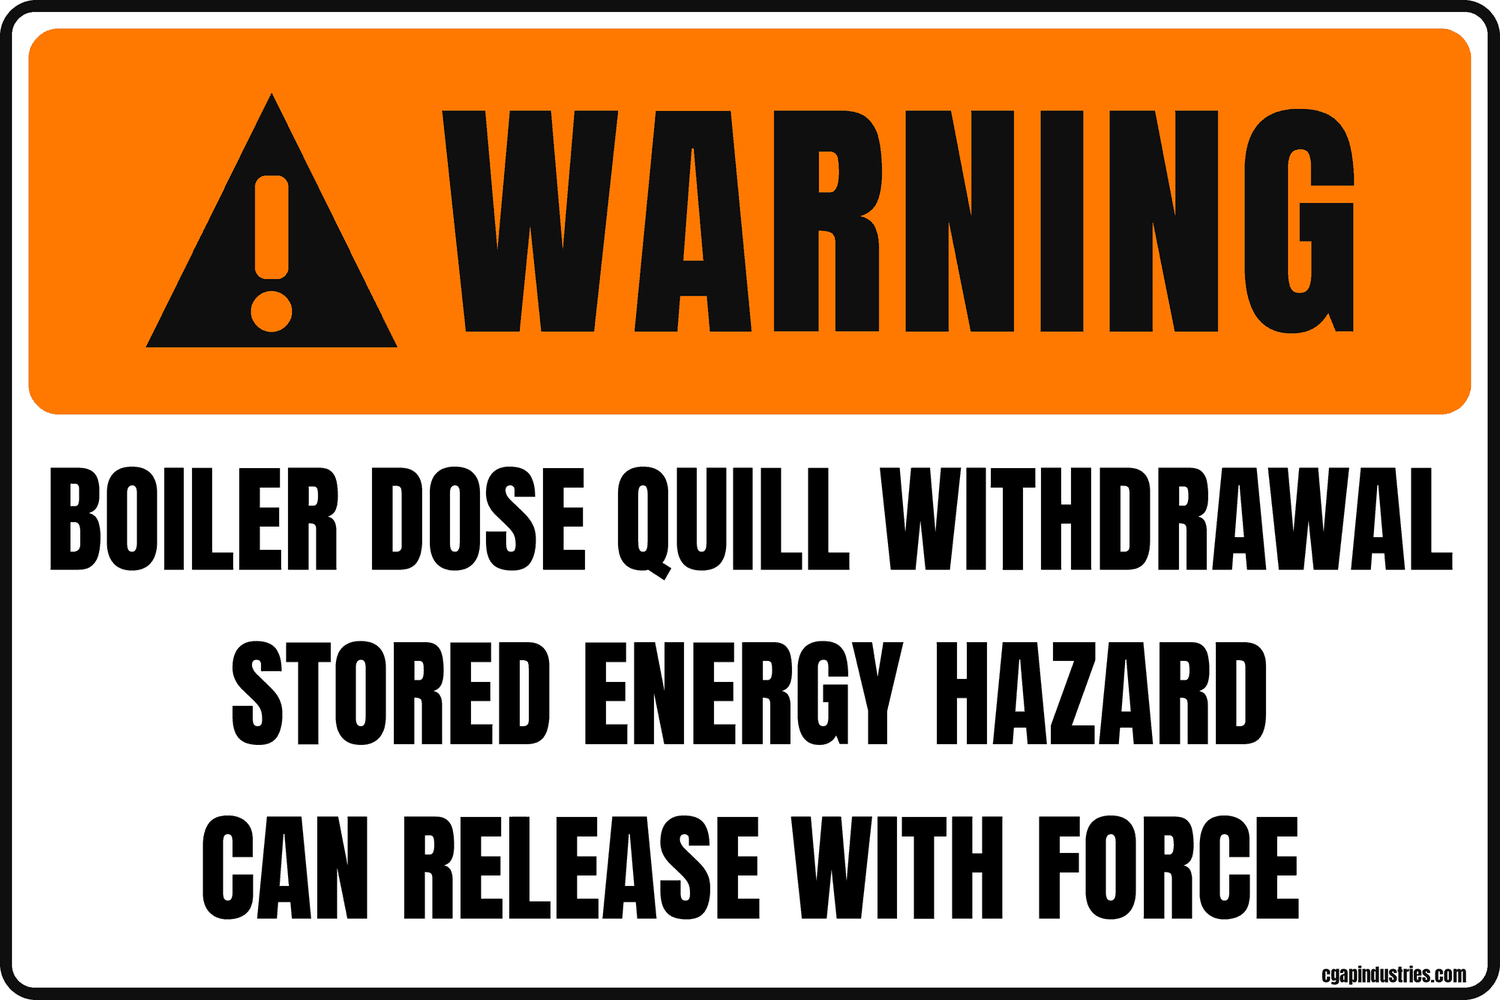 WARNING
BOILER DOSE QUILL WITHDRAWAL
STORED ENERGY HAZARD
CAN RELEASE WITH FORCE
cgapindustries.com